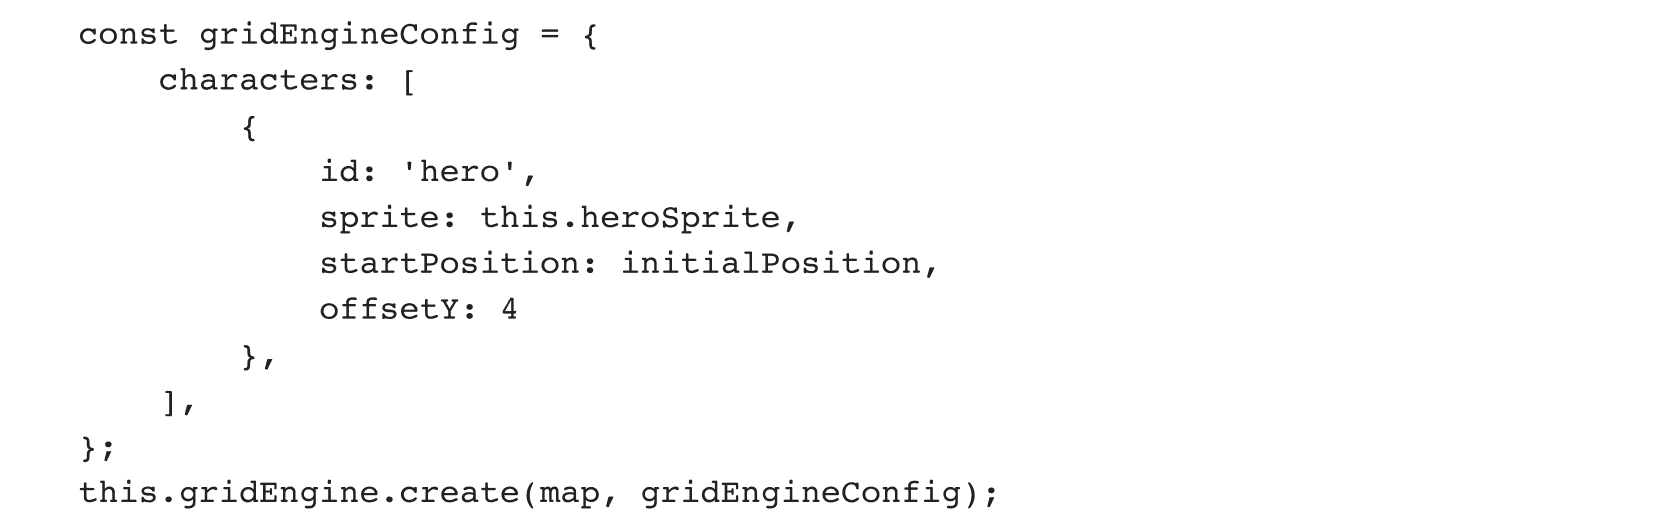 const gridEngineConfig = {
    characters: [
        {
            id: 'hero',
            sprite: this.heroSprite,
            startPosition: initialPosition,
            offsetY: 4
        },
    ],
};
this.gridEngine.create(map, gridEngineConfig);